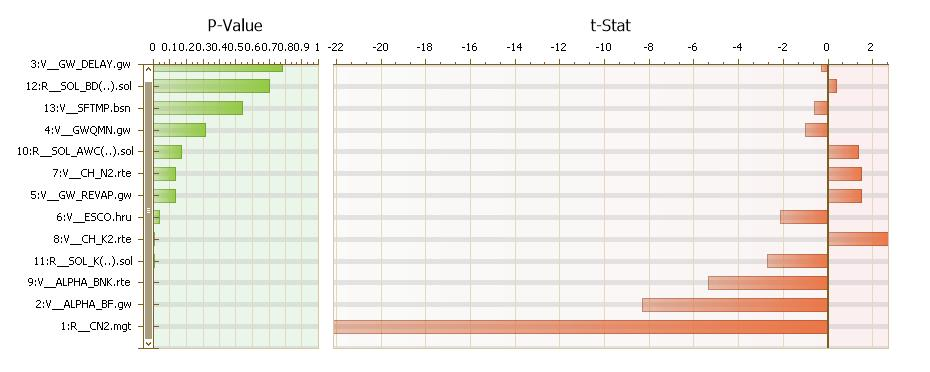 P-Value t-Stat
0 0.10.20.30.40.50.60.70.80.9 1 -22 -20 -18 -16 -14 -12 -10 -8 -6 -4 -2 0 2
3:V__GW_DELAY.gw
12:R__SOL_BD(..).sol
13:V__SFTMP.bsn
4:V__GWQMN.gw
10:R__SOL_AWC(..).sol
7:V__CH_N2.rte
5:V__GW_REVAP.gw
6:V__ESCO.hru
8:V__CH_K2.rte
11:R__SOL_K(..).sol
9:V__ALPHA_BNK.rte
2:V__ALPHA_BF.gw
1:R__CN2.mgt